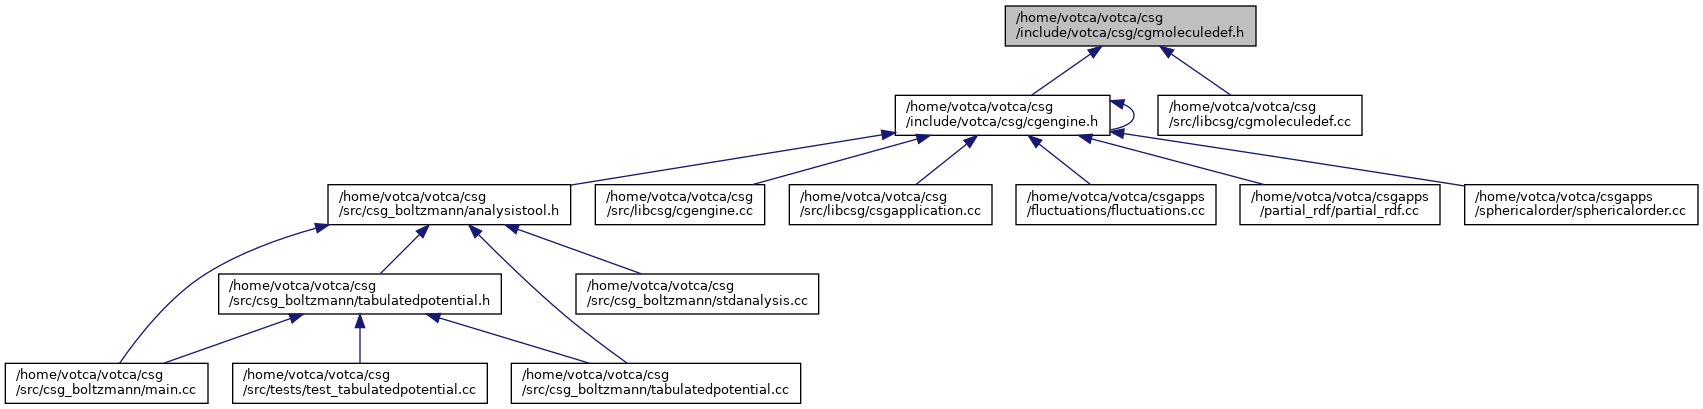 /home/votca/votca/csg
/include/votca/csg/cgmoleculedef.h
/home/votca/votca/csg
/include/votca/csg/cgengine.h
/home/votca/votca/csg
/src/libcsg/cgmoleculedef.cc
/home/votca/votca/csg
/src/csg_boltzmann/analysistool.h
/home/votca/votca/csg
/src/libcsg/cgengine.cc
/home/votca/votca/csg
/src/libcsg/csgapplication.cc
/home/votca/votca/csgapps
/fluctuations/fluctuations.cc
/home/votca/votca/csgapps
/partial_rdf/partial_rdf.cc
/home/votca/votca/csgapps
/sphericalorder/sphericalorder.cc
/home/votca/votca/csg
/src/csg_boltzmann/tabulatedpotential.h
/home/votca/votca/csg
/src/csg_boltzmann/stdanalysis.cc
/home/votca/votca/csg
/src/csg_boltzmann/main.cc
/home/votca/votca/csg
/src/tests/test_tabulatedpotential.cc
/home/votca/votca/csg
/src/csg_boltzmann/tabulatedpotential.cc